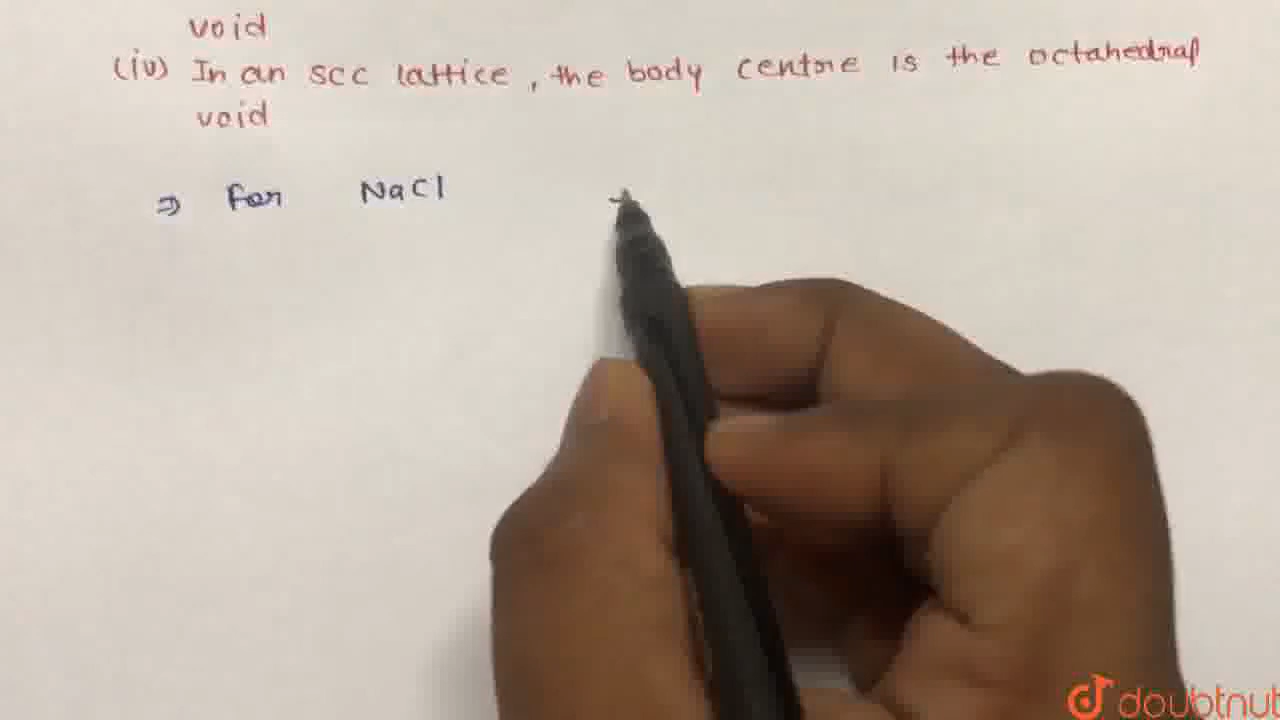 void
(iv) In an scc lattice, the body centre is the octahedral
void
⇒ For NaCl
doubtnut